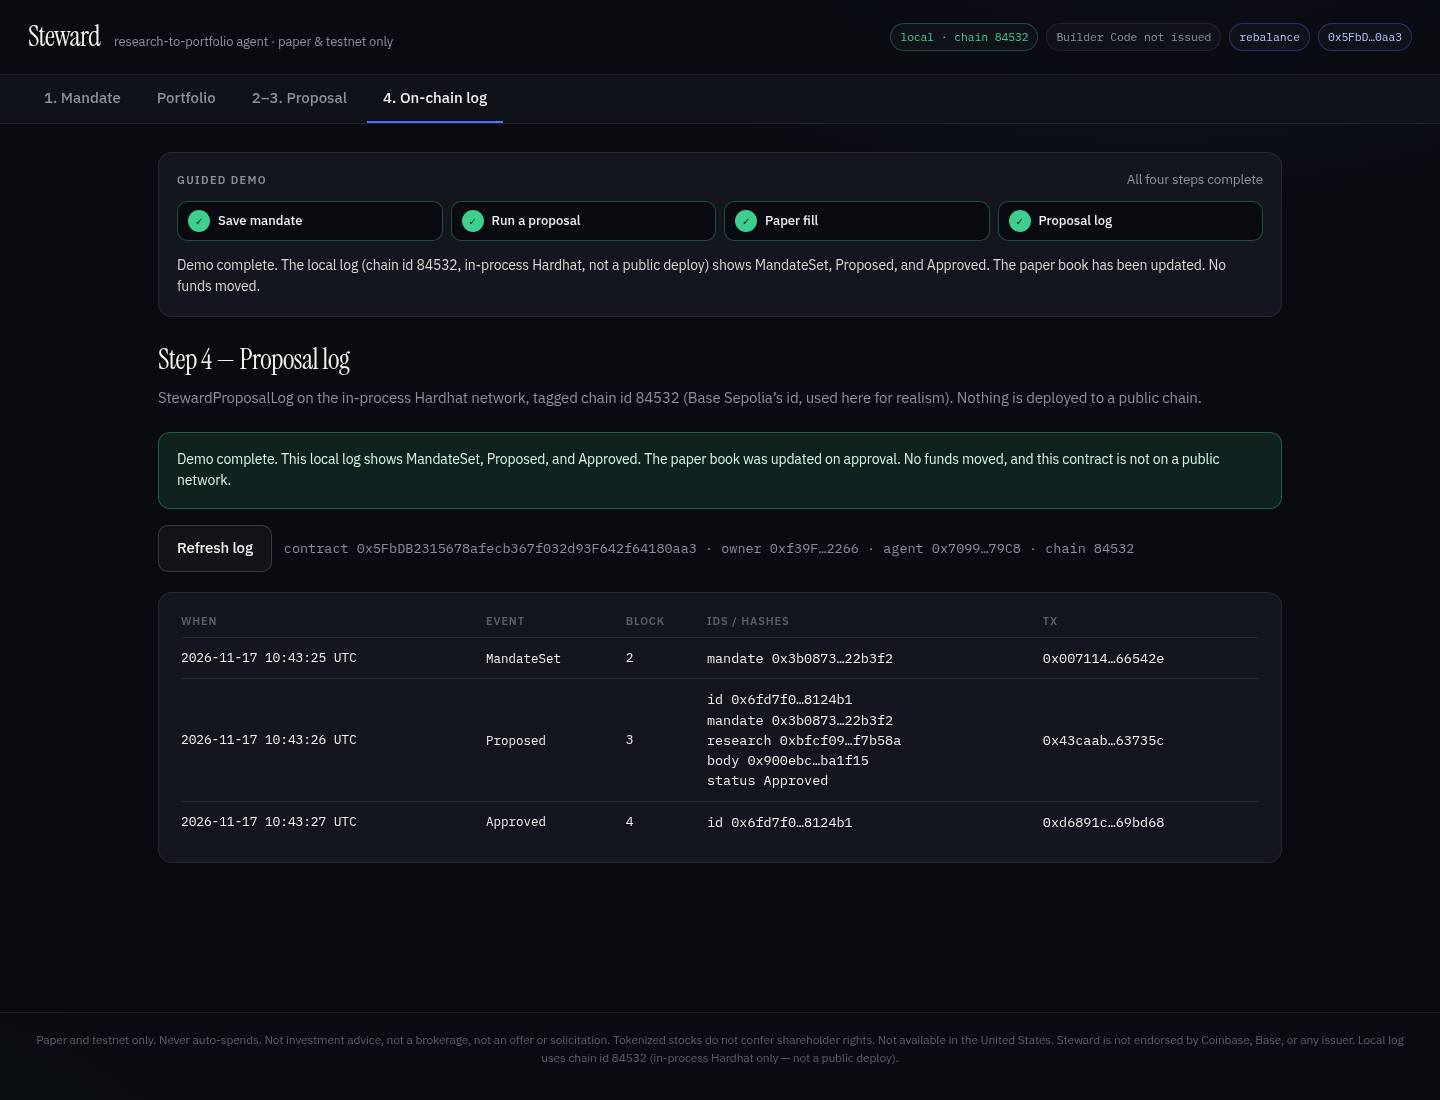 Steward
research-to-portfolio agent · paper & testnet only
local · chain 84532
Builder Code not issued
rebalance
0x5FbD…0aa3
1. Mandate
Portfolio
2–3. Proposal
4. On-chain log
GUIDED DEMO
All four steps complete
✓ Save mandate
✓ Run a proposal
✓ Paper fill
✓ Proposal log
Demo complete. The local log (chain id 84532, in-process Hardhat, not a public deploy) shows MandateSet, Proposed, and Approved. The paper book has been updated. No
funds moved.
Step 4 — Proposal log
StewardProposalLog on the in-process Hardhat network, tagged chain id 84532 (Base Sepolia’s id, used here for realism). Nothing is deployed to a public chain.
Demo complete. This local log shows MandateSet, Proposed, and Approved. The paper book was updated on approval. No funds moved, and this contract is not on a public
network.
Refresh log
contract 0x5FbDB2315678afecb367f032d93F642f64180aa3 · owner 0xf39F…2266 · agent 0x7099…79C8 · chain 84532
WHEN EVENT BLOCK IDS / HASHES TX
2026-11-17 10:43:25 UTC MandateSet 2 mandate 0x3b0873…22b3f2 0x007114…66542e
id 0x6fd7f0…8124b1
mandate 0x3b0873…22b3f2
2026-11-17 10:43:26 UTC Proposed 3 research 0xbfcf09…f7b58a 0x43caab…63735c
body 0x900ebc…ba1f15
status Approved
2026-11-17 10:43:27 UTC Approved 4 id 0x6fd7f0…8124b1 0xd6891c…69bd68
Paper and testnet only. Never auto-spends. Not investment advice, not a brokerage, not an offer or solicitation. Tokenized stocks do not confer shareholder rights. Not available in the United States. Steward is not endorsed by Coinbase, Base, or any issuer. Local log
uses chain id 84532 (in-process Hardhat only — not a public deploy).